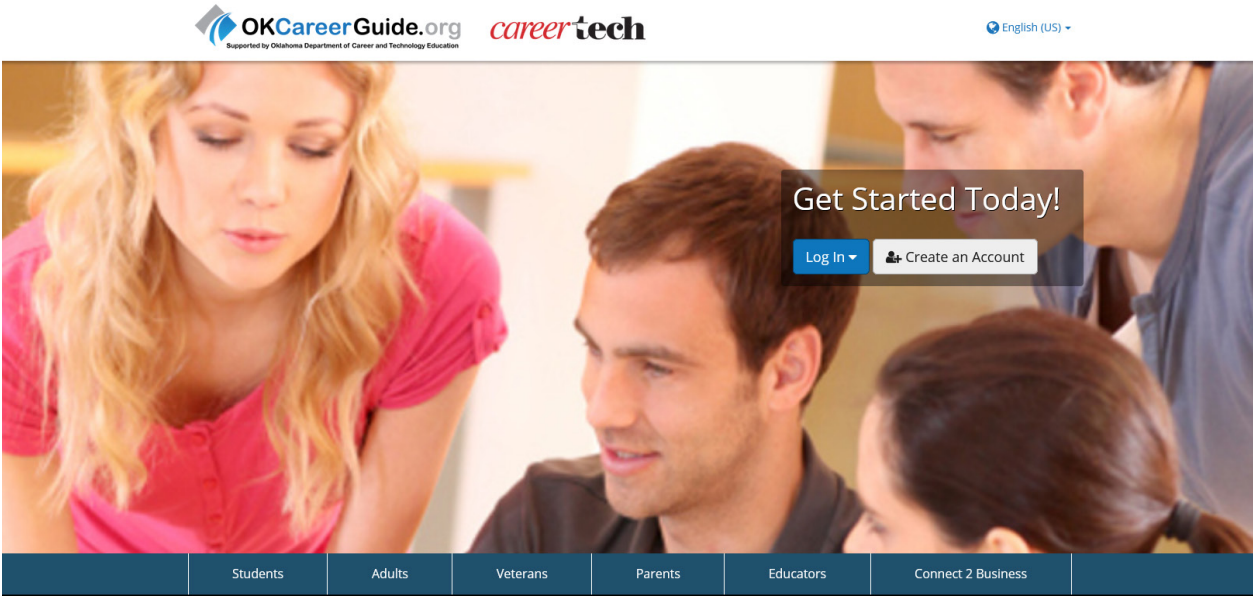 OKCareerGuide.org
Supported by Oklahoma Department of Career and Technology Education
careertech
English (US)
Get Started Today!
Log In
Create an Account
Students
Adults
Veterans
Parents
Educators
Connect 2 Business